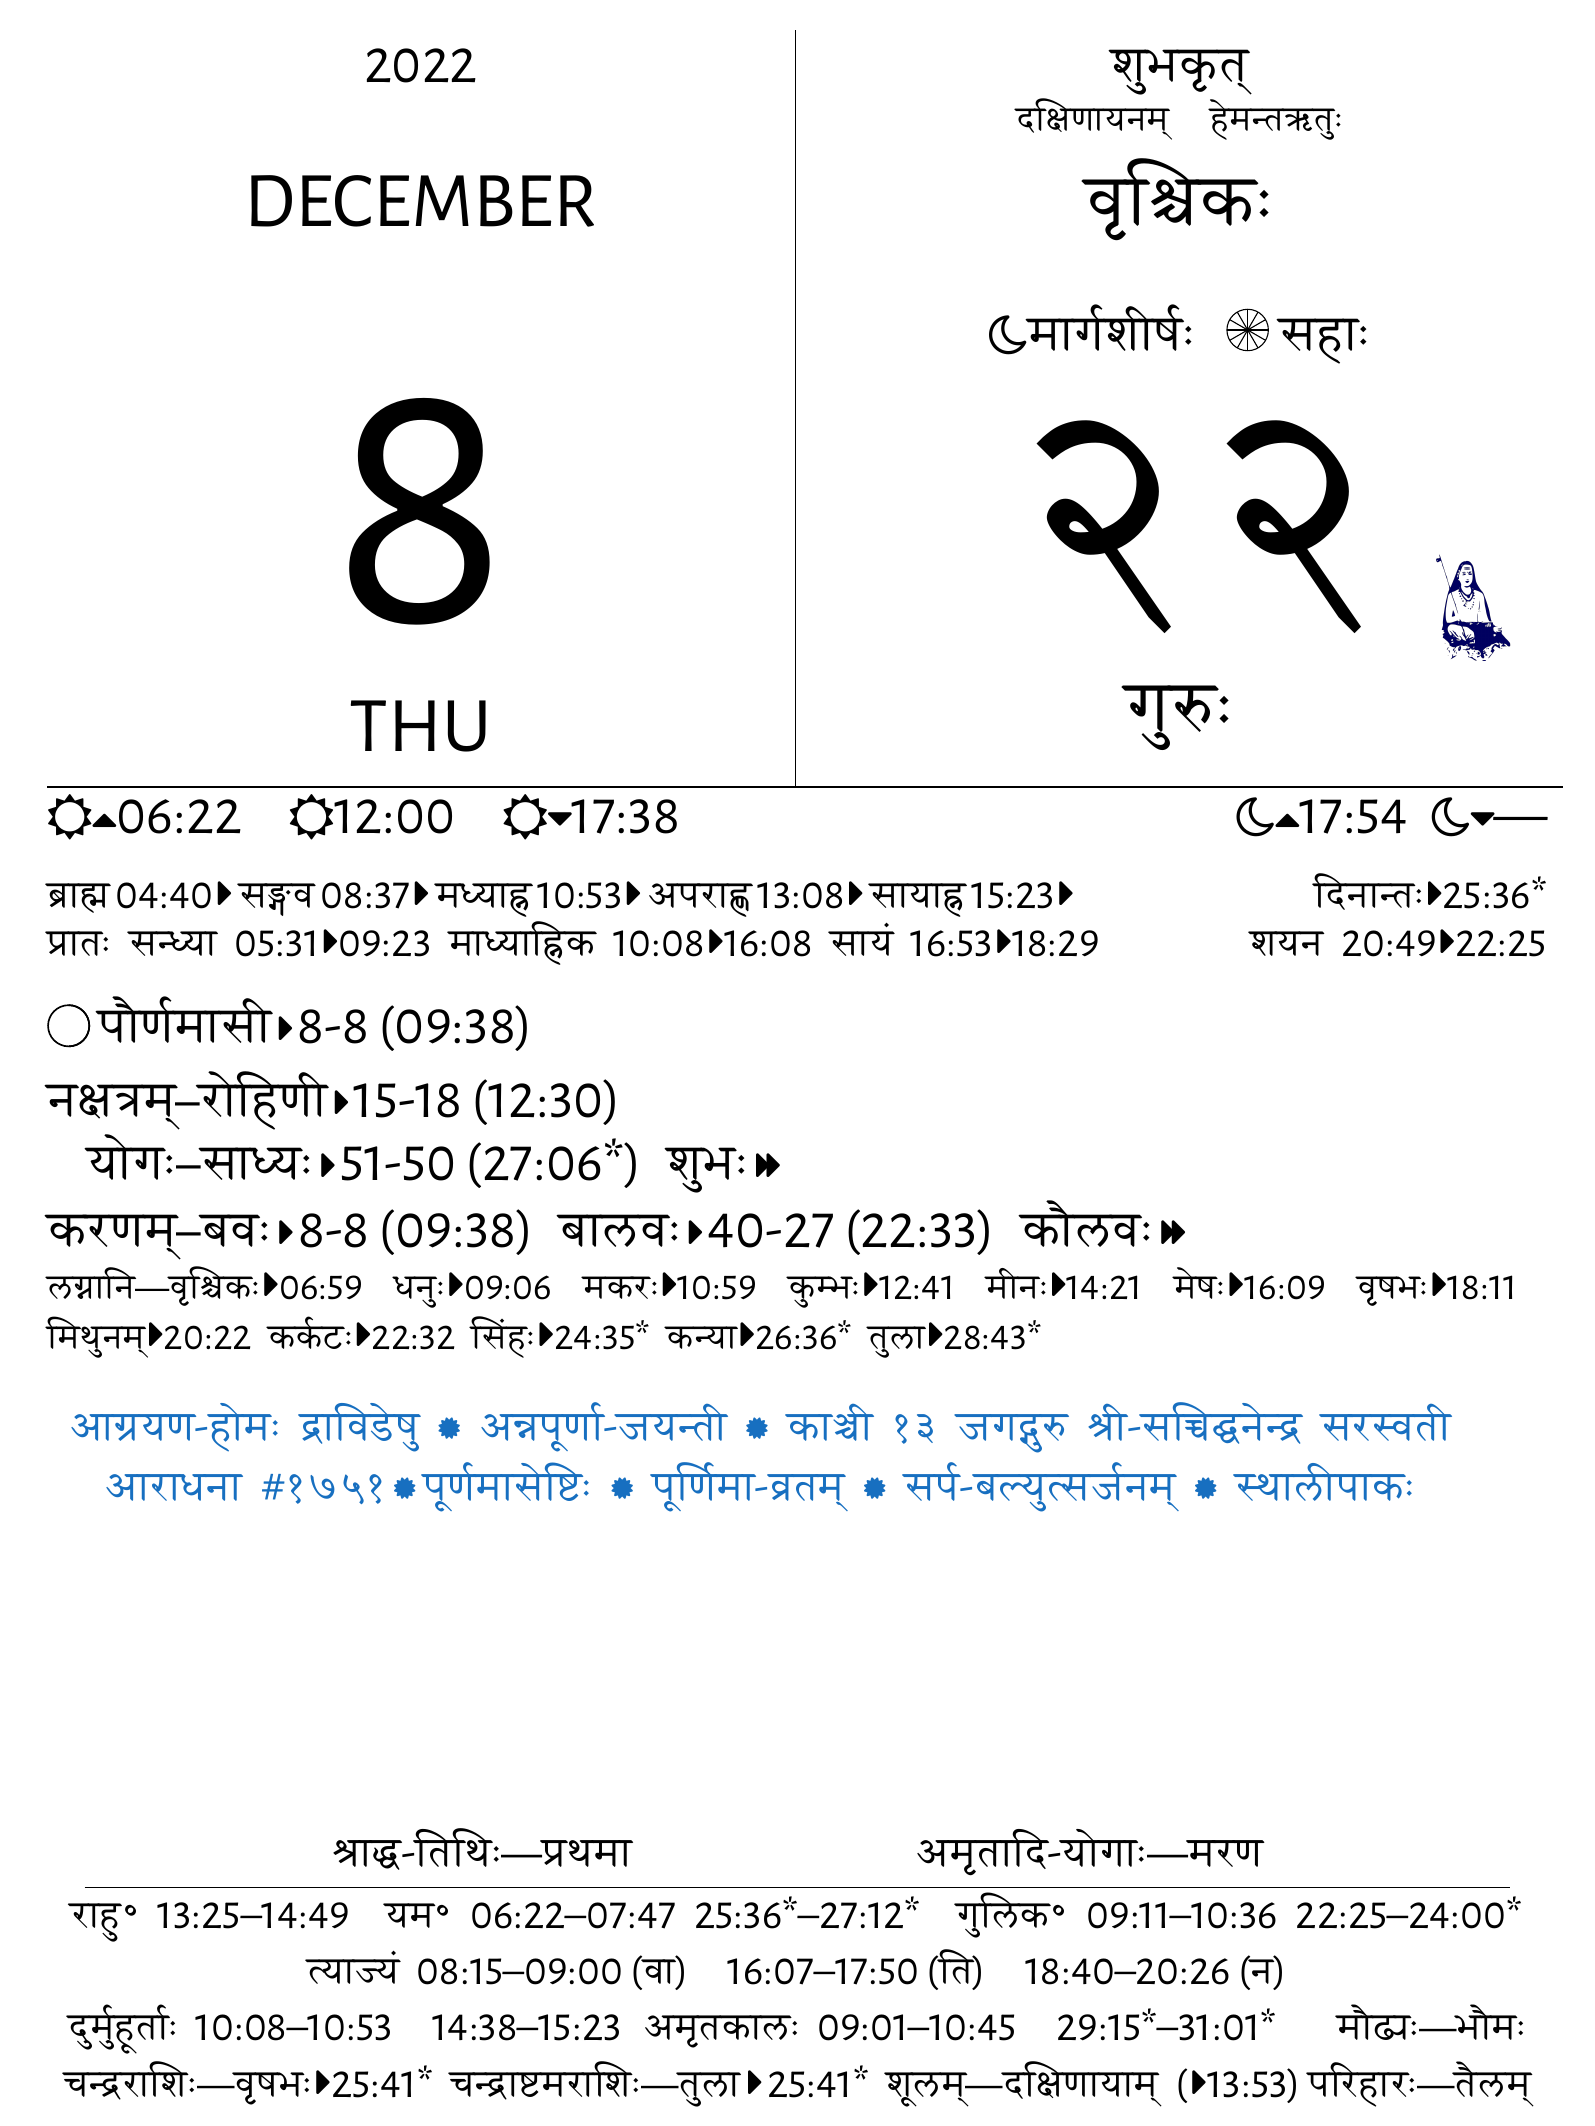 2022
DECEMBER
8
THU
शुभकृत्
दक्षिणायनम् हेमन्तऋतुः
वृश्चिकः
मार्गशीर्षः सहाः
२२
गुरुः
06:22 12:00 17:38 17:54 —
ब्राह्म 04:40 सङ्गव 08:37 मध्याह्न 10:53 अपराह्ण 13:08 सायाह्न 15:23 दिनान्तः 25:36*
प्रातः सन्ध्या 05:31 09:23 माध्याह्निक 10:08 16:08 सायं 16:53 18:29 शयन 20:49 22:25
पौर्णमासी 8-8 (09:38)
नक्षत्रम्–रोहिणी 15-18 (12:30)
योगः–साध्यः 51-50 (27:06*) शुभः
करणम्–बवः 8-8 (09:38) बालवः 40-27 (22:33) कौलवः
लग्नानि—वृश्चिकः 06:59 धनुः 09:06 मकरः 10:59 कुम्भः 12:41 मीनः 14:21 मेषः 16:09 वृषभः 18:11
मिथुनम् 20:22 कर्कटः 22:32 सिंहः 24:35* कन्या 26:36* तुला 28:43*
आग्रयण-होमः द्राविडेषु ✹ अन्नपूर्णा-जयन्ती ✹ काञ्ची १३ जगद्गुरु श्री-सच्चिद्घनेन्द्र सरस्वती
आराधना #१७५१ ✹ पूर्णमासेष्टिः ✹ पूर्णिमा-व्रतम् ✹ सर्प-बल्युत्सर्जनम् ✹ स्थालीपाकः
श्राद्ध-तिथिः—प्रथमा अमृतादि-योगाः—मरण
राहु॰ 13:25–14:49 यम॰ 06:22–07:47 25:36*–27:12* गुलिक॰ 09:11–10:36 22:25–24:00*
त्याज्यं 08:15–09:00 (वा) 16:07–17:50 (ति) 18:40–20:26 (न)
दुर्मुहूर्ताः 10:08–10:53 14:38–15:23 अमृतकालः 09:01–10:45 29:15*–31:01* मौढ्यः—भौमः
चन्द्रराशिः—वृषभः 25:41* चन्द्राष्टमराशिः—तुला 25:41* शूलम्—दक्षिणायाम् (13:53) परिहारः—तैलम्